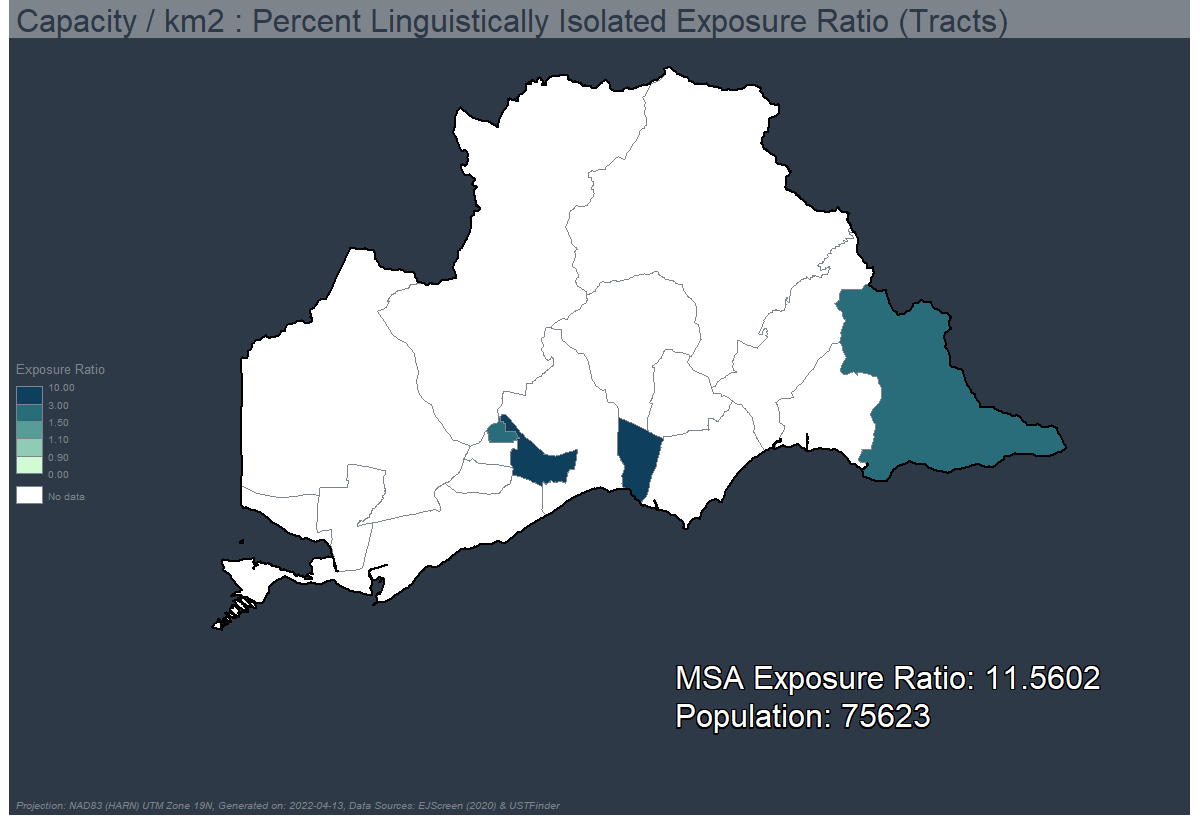 Capacity / km2 : Percent Linguistically Isolated Exposure Ratio (Tracts)
Exposure Ratio
10.00
3.00
1.50
1.10
0.90
0.00
No data
MSA Exposure Ratio: 11.5602
Population: 75623
Projection: NAD83 (HARN) UTM Zone 19N, Generated on: 2022-04-13, Data Sources: EJScreen (2020) & USTFinder